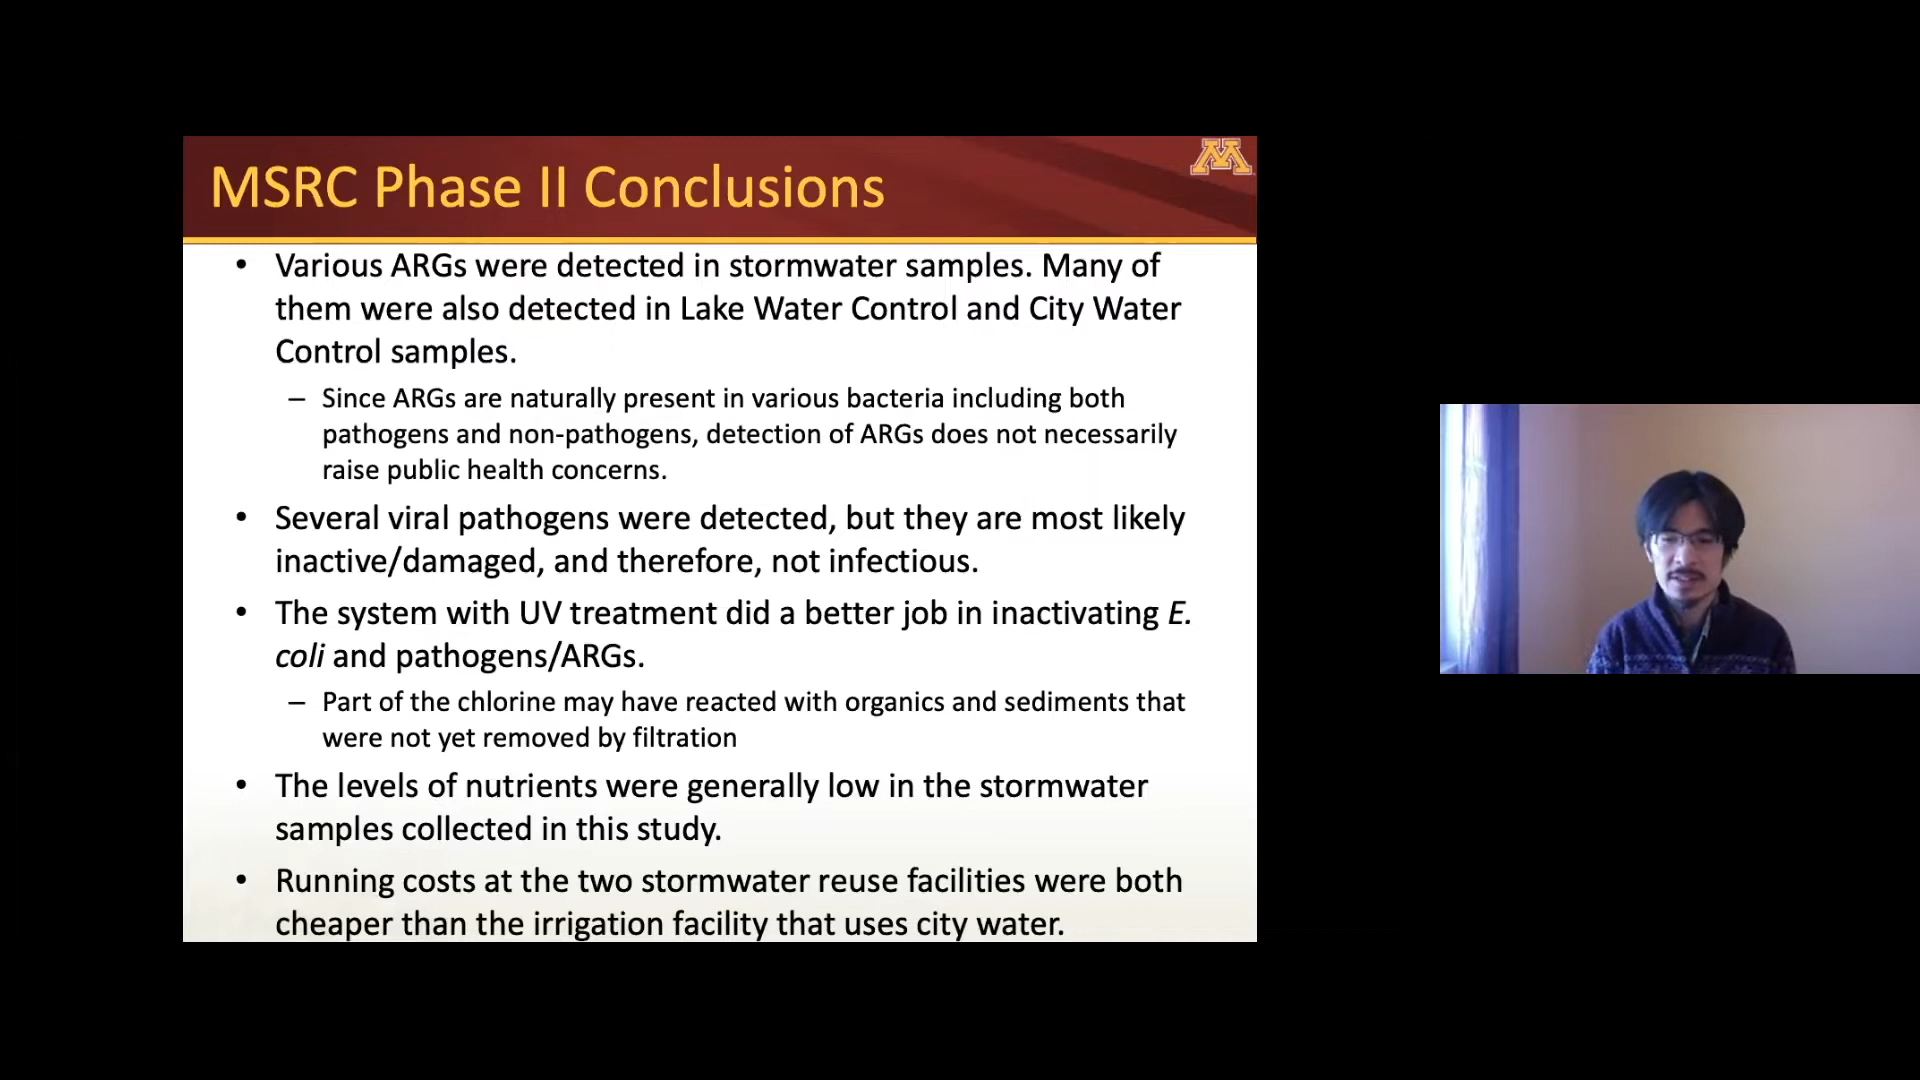 MSRC Phase II Conclusions
M
• Various ARGs were detected in stormwater samples. Many of
them were also detected in Lake Water Control and City Water
Control samples.
– Since ARGs are naturally present in various bacteria including both
pathogens and non-pathogens, detection of ARGs does not necessarily
raise public health concerns.
• Several viral pathogens were detected, but they are most likely
inactive/damaged, and therefore, not infectious.
• The system with UV treatment did a better job in inactivating E.
coli and pathogens/ARGs.
– Part of the chlorine may have reacted with organics and sediments that
were not yet removed by filtration
• The levels of nutrients were generally low in the stormwater
samples collected in this study.
• Running costs at the two stormwater reuse facilities were both
cheaper than the irrigation facility that uses city water.